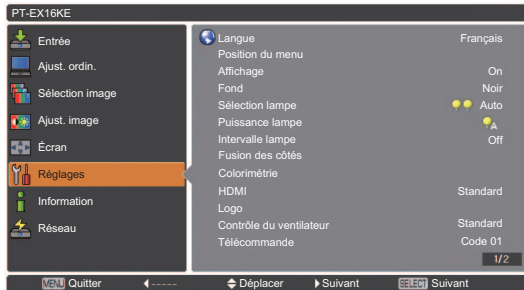 PT-EX16KE
Entrée
Ajust. ordin.
Sélection image
Ajust. image
Écran
Réglages
Information
Réseau
Langue Français
Position du menu
Affichage On
Fond Noir
Sélection lampe Auto
Puissance lampe A
Intervalle lampe Off
Fusion des côtés
Colorimétrie
HDMI Standard
Logo
Contrôle du ventilateur Standard
Télécommande Code 01
1/2
MENU Quitter ----- Déplacer Suivant SELECT Suivant